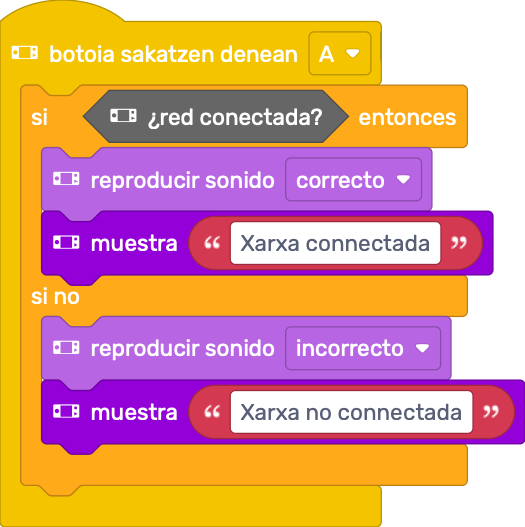 botoia sakatzen denean A
si ¿red conectada? entonces
reproducir sonido correcto
muestra “ Xarxa connectada ”
si no
reproducir sonido incorrecto
muestra “ Xarxa no connectada ”